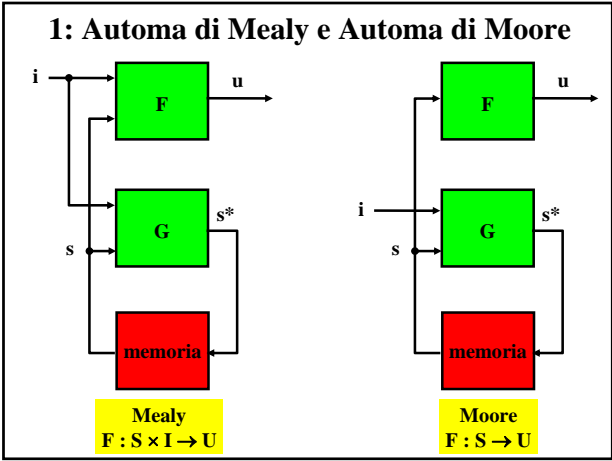 1: Automa di Mealy e Automa di Moore
i
F
u
G
s*
s
memoria
Mealy
F : S × I → U
F
u
i
G
s*
s
memoria
Moore
F : S → U